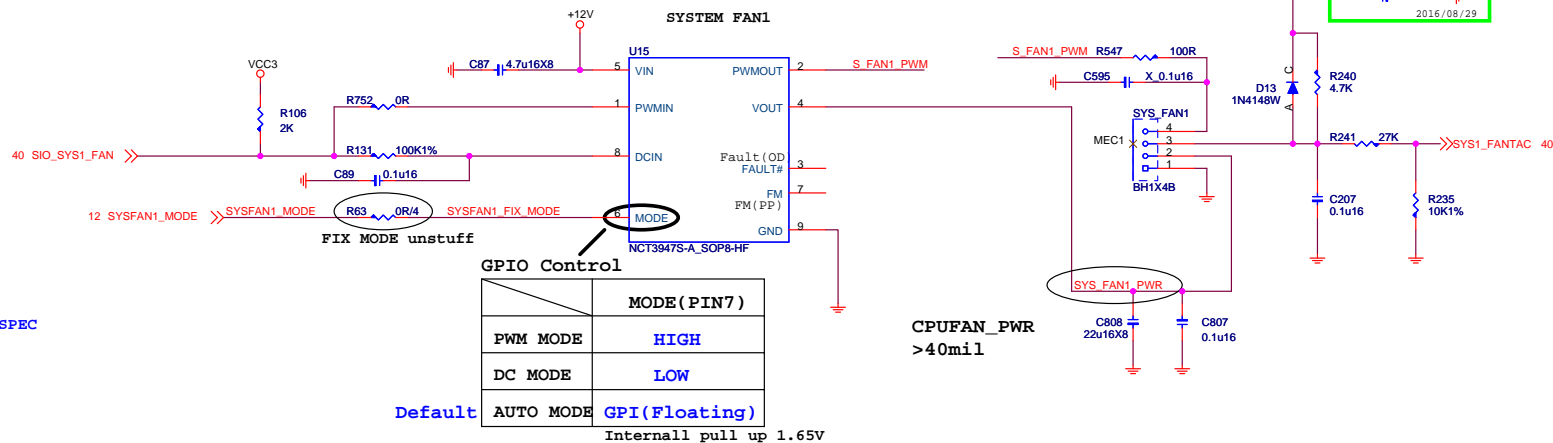 2016/08/29
SYSTEM FAN1
+12V
U15
C87 4.7u16X8
5 VIN
PWMOUT 2
S_FAN1_PWM
S_FAN1_PWM R547 100R
VCC3
C595 X_0.1u16
R106
2K
R752 0R
1 PWMIN
VOUT 4
D13
1N4148W
C
A
R240
4.7K
SYS_FAN1
MEC1
4
3
2
1
BH1X4B
40 SIO_SYS1_FAN
R131 100K1%
8 DCIN
Fault(OD
FAULT# 3
R241 27K
SYS1_FANTAC 40
C89 0.1u16
FM 7
FM(PP)
12 SYSFAN1_MODE
SYSFAN1_MODE
R63 0R/4
SYSFAN1_FIX_MODE
6 MODE
GND 9
C207
0.1u16
R235
10K1%
FIX MODE unstuff
NCT3947S-A_SOP8-HF
GPIO Control
MODE(PIN7)
PWM MODE HIGH
DC MODE LOW
Default AUTO MODE GPI(Floating)
Internall pull up 1.65V
SPEC
SYS_FAN1_PWR
CPUFAN_PWR
>40mil
C808
22u16X8
C807
0.1u16